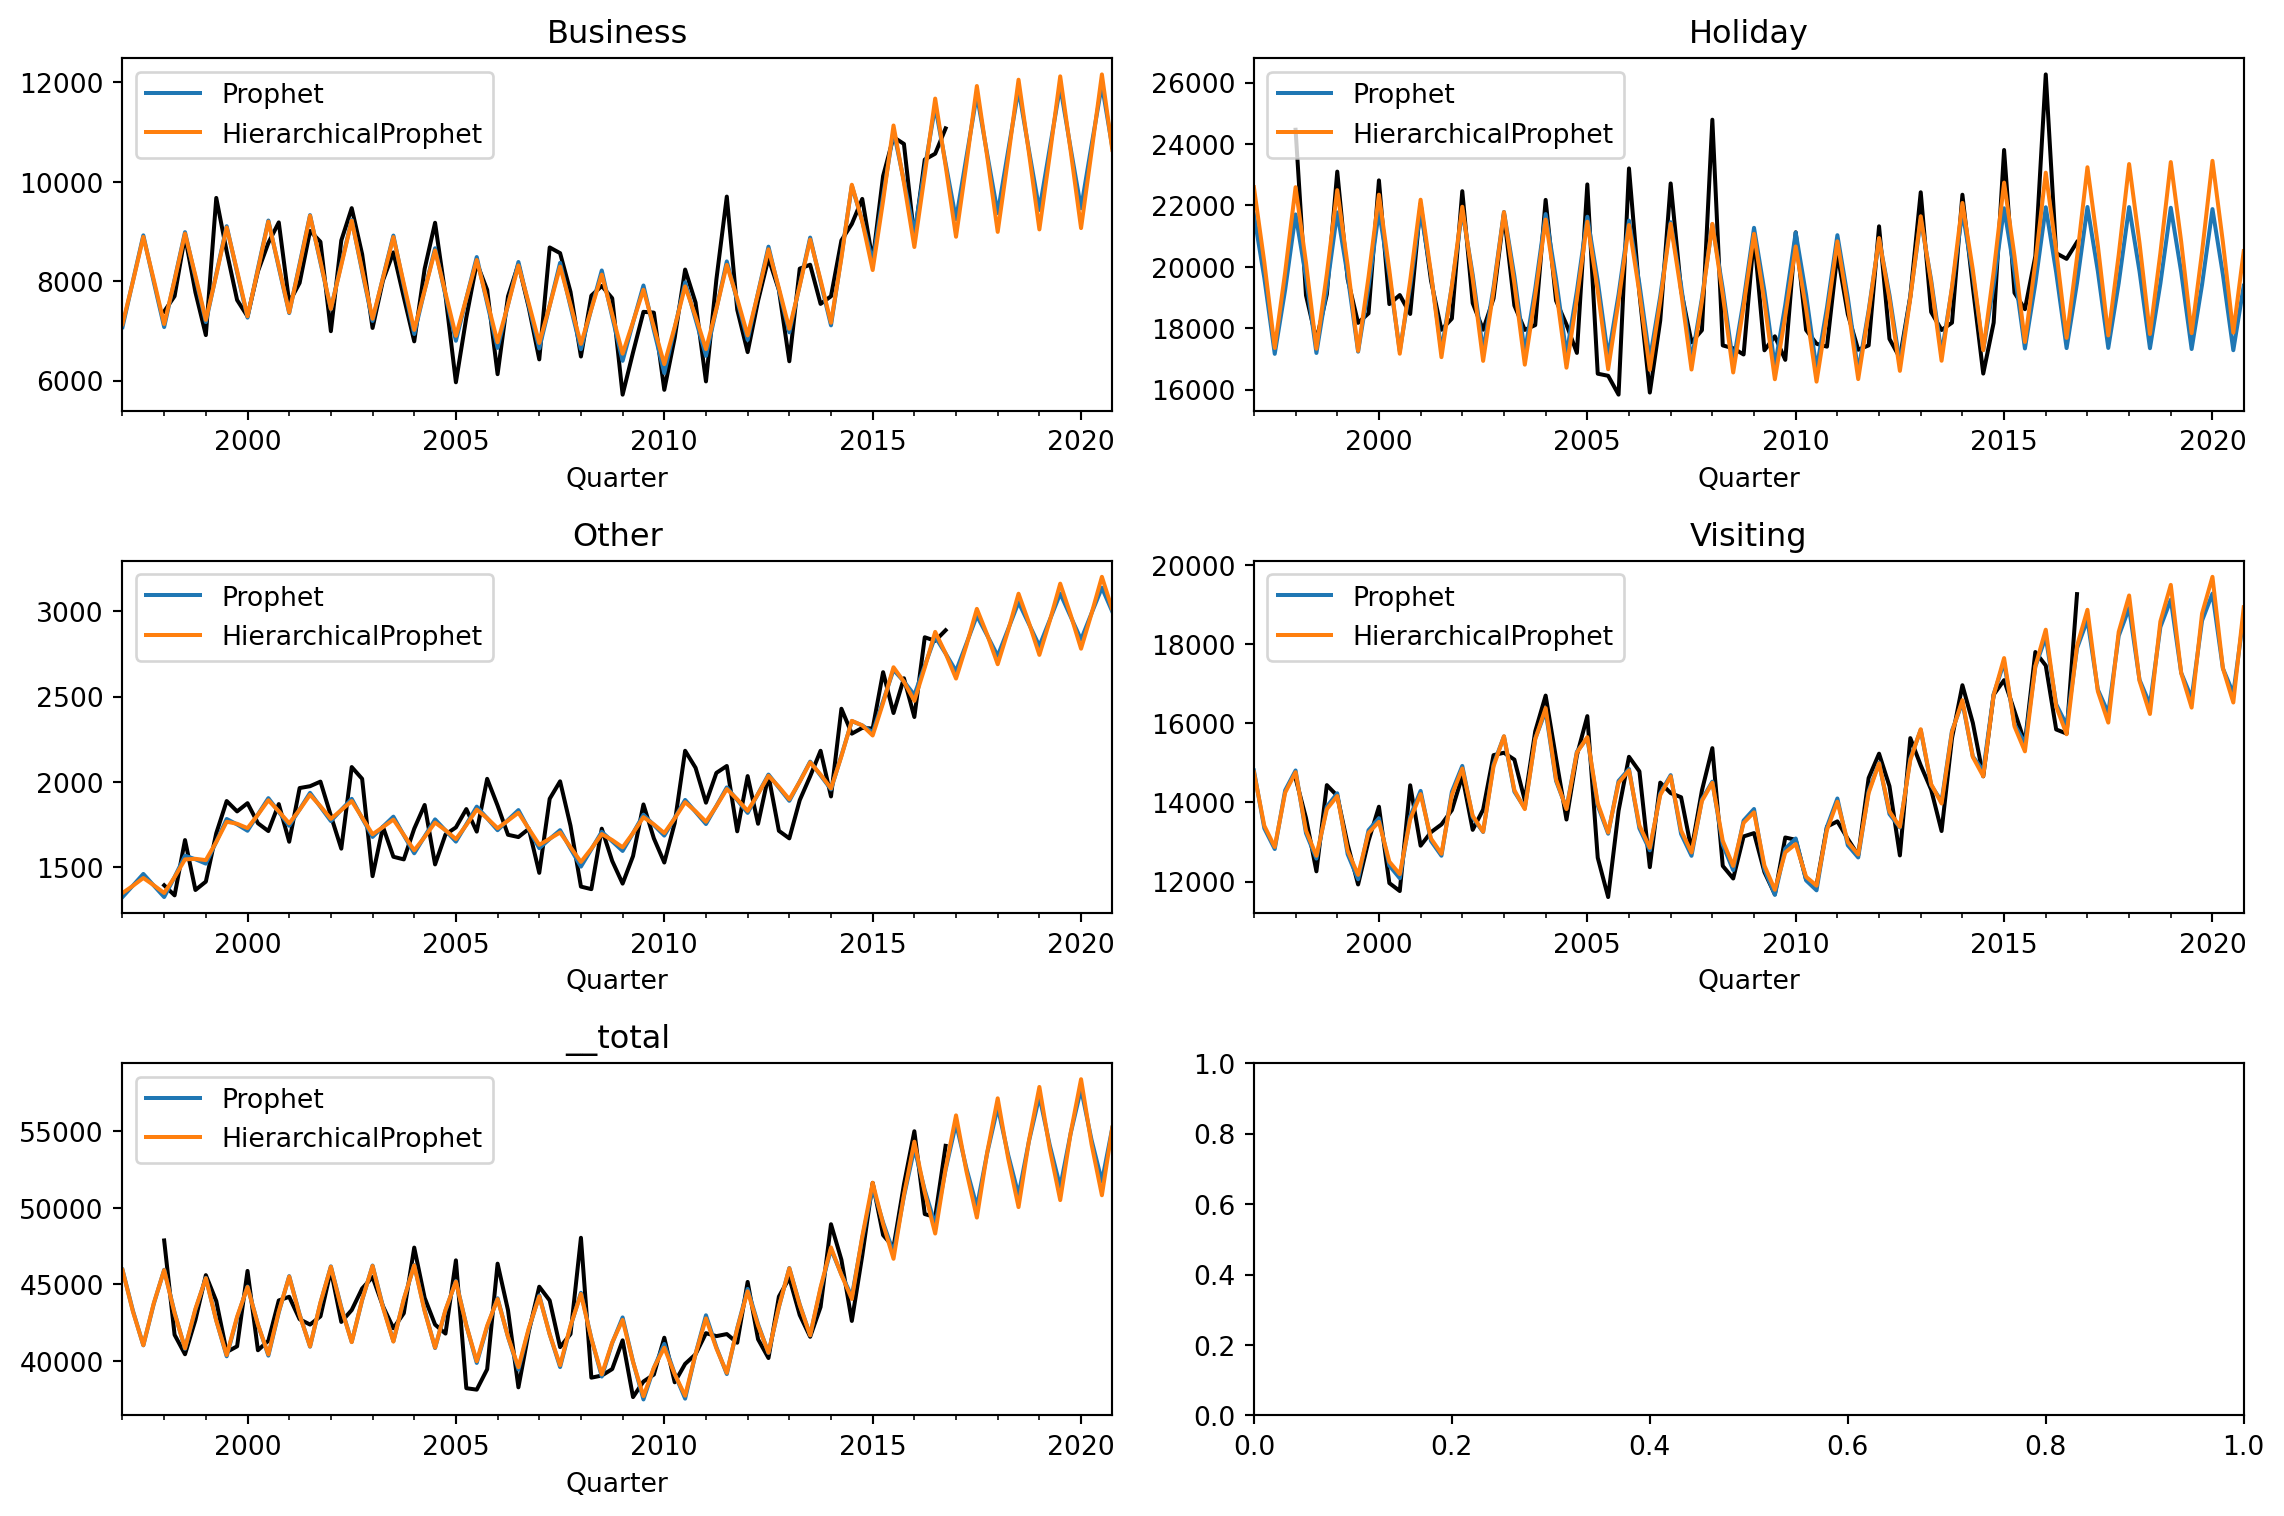 Business
12000
10000
8000
6000
Prophet
HierarchicalProphet
2000 2005 2010 2015 2020
Quarter
Holiday
26000
24000
22000
20000
18000
16000
Prophet
HierarchicalProphet
2000 2005 2010 2015 2020
Quarter
Other
3000
2500
2000
1500
Prophet
HierarchicalProphet
2000 2005 2010 2015 2020
Quarter
Visiting
20000
18000
16000
14000
12000
Prophet
HierarchicalProphet
2000 2005 2010 2015 2020
Quarter
__total
55000
50000
45000
40000
Prophet
HierarchicalProphet
2000 2005 2010 2015 2020
Quarter
1.0
0.8
0.6
0.4
0.2
0.0
0.0 0.2 0.4 0.6 0.8 1.0